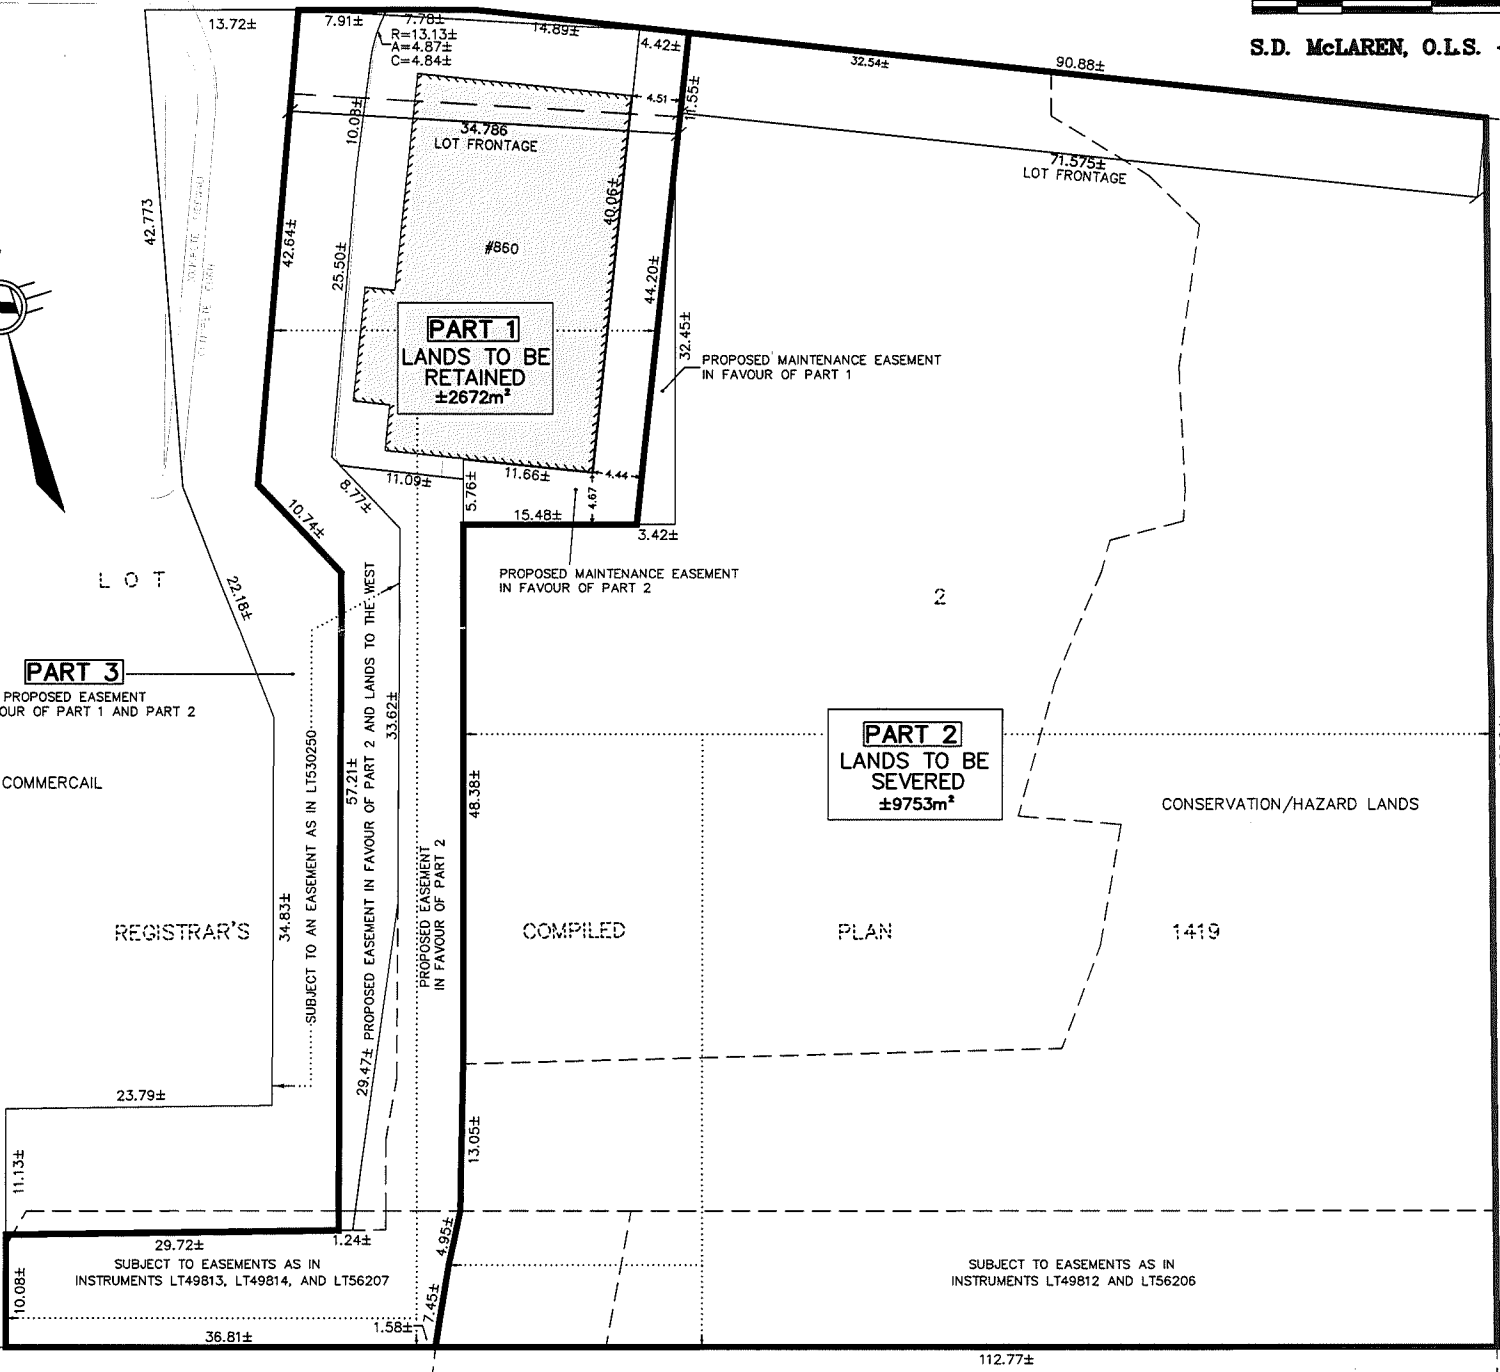 S.D. McLAREN, O.L.S.
13.72±
7.91±
7.78±
R=13.13±
A=4.87±
C=4.84±
14.89±
4.42±
32.54±
90.88±
4.51
11.55±
10.08±
34.786
LOT FRONTAGE
71.575±
LOT FRONTAGE
42.773
42.64±
25.50±
40.06±
#860
44.20±
32.45±
PART 1
LANDS TO BE
RETAINED
±2672m²
PROPOSED MAINTENANCE EASEMENT
IN FAVOUR OF PART 1
11.09±
11.66±
4.44
8.77±
5.76±
4.67
10.74±
15.48±
3.42±
PROPOSED MAINTENANCE EASEMENT
IN FAVOUR OF PART 2
LOT
22.18±
2
PART 3
PROPOSED EASEMENT
OUR OF PART 1 AND PART 2
COMMERCAIL
SUBJECT TO AN EASEMENT AS IN LT530250
57.21±
PROPOSED EASEMENT IN FAVOUR OF PART 2 AND LANDS TO THE WEST
33.62±
29.47±
PROPOSED EASEMENT
IN FAVOUR OF PART 2
48.38±
PART 2
LANDS TO BE
SEVERED
±9753m²
CONSERVATION/HAZARD LANDS
34.83±
REGISTRAR'S
COMPILED
PLAN
1419
23.79±
11.13±
13.05±
29.72±
1.24±
4.95±
SUBJECT TO EASEMENTS AS IN
INSTRUMENTS LT49813, LT49814, AND LT56207
SUBJECT TO EASEMENTS AS IN
INSTRUMENTS LT49812 AND LT56206
10.08±
7.45±
1.58±
36.81±
112.77±